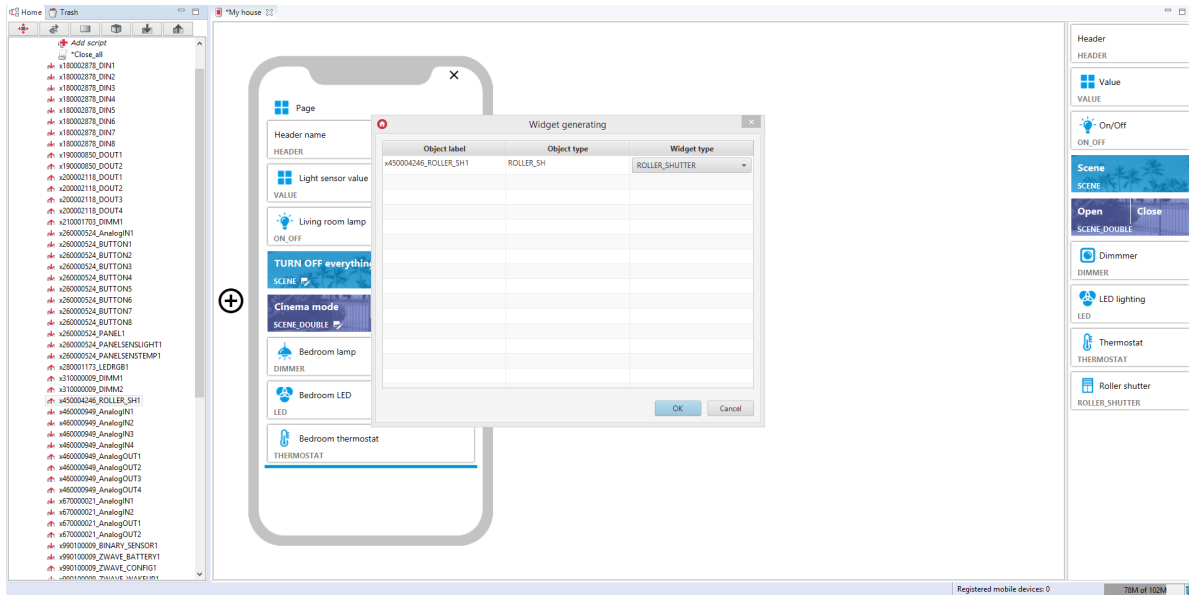 Home
Trash
*My house
Add script
*Close_all
x180002878_DIN1
x180002878_DIN2
x180002878_DIN3
x180002878_DIN4
x180002878_DIN5
x180002878_DIN6
x180002878_DIN7
x180002878_DIN8
x190000850_DOUT1
x190000850_DOUT2
x200002118_DOUT1
x200002118_DOUT2
x200002118_DOUT3
x200002118_DOUT4
x210001703_DIMM1
x260000524_AnalogIN1
x260000524_BUTTON1
x260000524_BUTTON2
x260000524_BUTTON3
x260000524_BUTTON4
x260000524_BUTTON5
x260000524_BUTTON6
x260000524_BUTTON7
x260000524_BUTTON8
x260000524_PANEL1
x260000524_PANELSENSLIGHT1
x260000524_PANELSENSTEMP1
x280001173_LEDRGB1
x310000009_DIMM1
x310000009_DIMM2
x450004246_ROLLER_SH1
x460000949_AnalogIN1
x460000949_AnalogIN2
x460000949_AnalogIN3
x460000949_AnalogIN4
x460000949_AnalogOUT1
x460000949_AnalogOUT2
x460000949_AnalogOUT3
x460000949_AnalogOUT4
x670000021_AnalogIN1
x670000021_AnalogIN2
x670000021_AnalogOUT1
x670000021_AnalogOUT2
x990100009_BINARY_SENSOR1
x990100009_ZWAVE_BATTERY1
x990100009_ZWAVE_CONFIG1
x990100009_ZWAVE_WAKEUP1
Page
Header name
HEADER
Light sensor value
VALUE
Living room lamp
ON_OFF
TURN OFF everything
SCENE
Cinema mode
SCENE_DOUBLE
Bedroom lamp
DIMMER
Bedroom LED
LED
Bedroom thermostat
THERMOSTAT
Widget generating
Object label Object type Widget type
x450004246_ROLLER_SH1 ROLLER_SH ROLLER_SHUTTER
OK Cancel
Header
HEADER
Value
VALUE
On/Off
ON_OFF
Scene
SCENE
Open Close
SCENE_DOUBLE
Dimmmer
DIMMER
LED lighting
LED
Thermostat
THERMOSTAT
Roller shutter
ROLLER_SHUTTER
Registered mobile devices: 0
78M of 102M